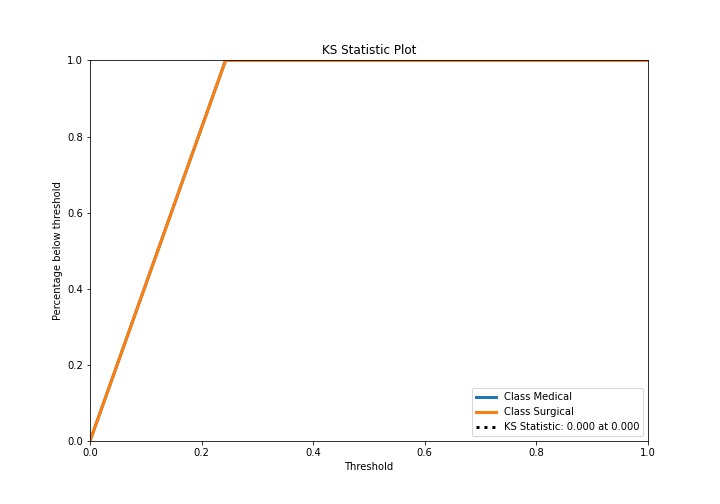 KS Statistic Plot
1.0
0.8
0.6
0.4
0.2
0.0
Percentage below threshold
Class Medical
Class Surgical
KS Statistic: 0.000 at 0.000
0.0 0.2 0.4 0.6 0.8 1.0
Threshold